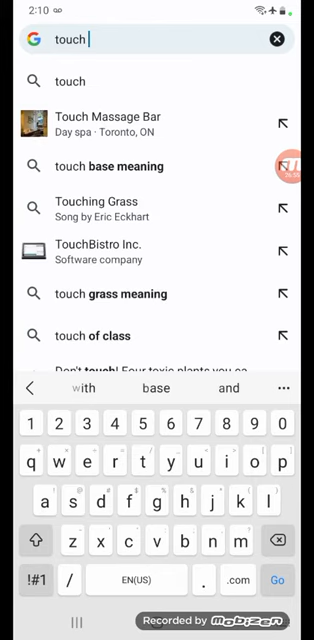 2:10
touch
touch
Touch Massage Bar
Day spa · Toronto, ON
touch base meaning
Touching Grass
Song by Eric Eckhart
TouchBistro Inc.
Software company
touch grass meaning
touch of class
Don't touch! Four toxic plants you ca
with base and
1 2 3 4 5 6 7 8 9 0
q w e r t y u i o p
a s d f g h j k l
z x c v b n m
!#1 / EN(US) . .com Go
Recorded by mobizen